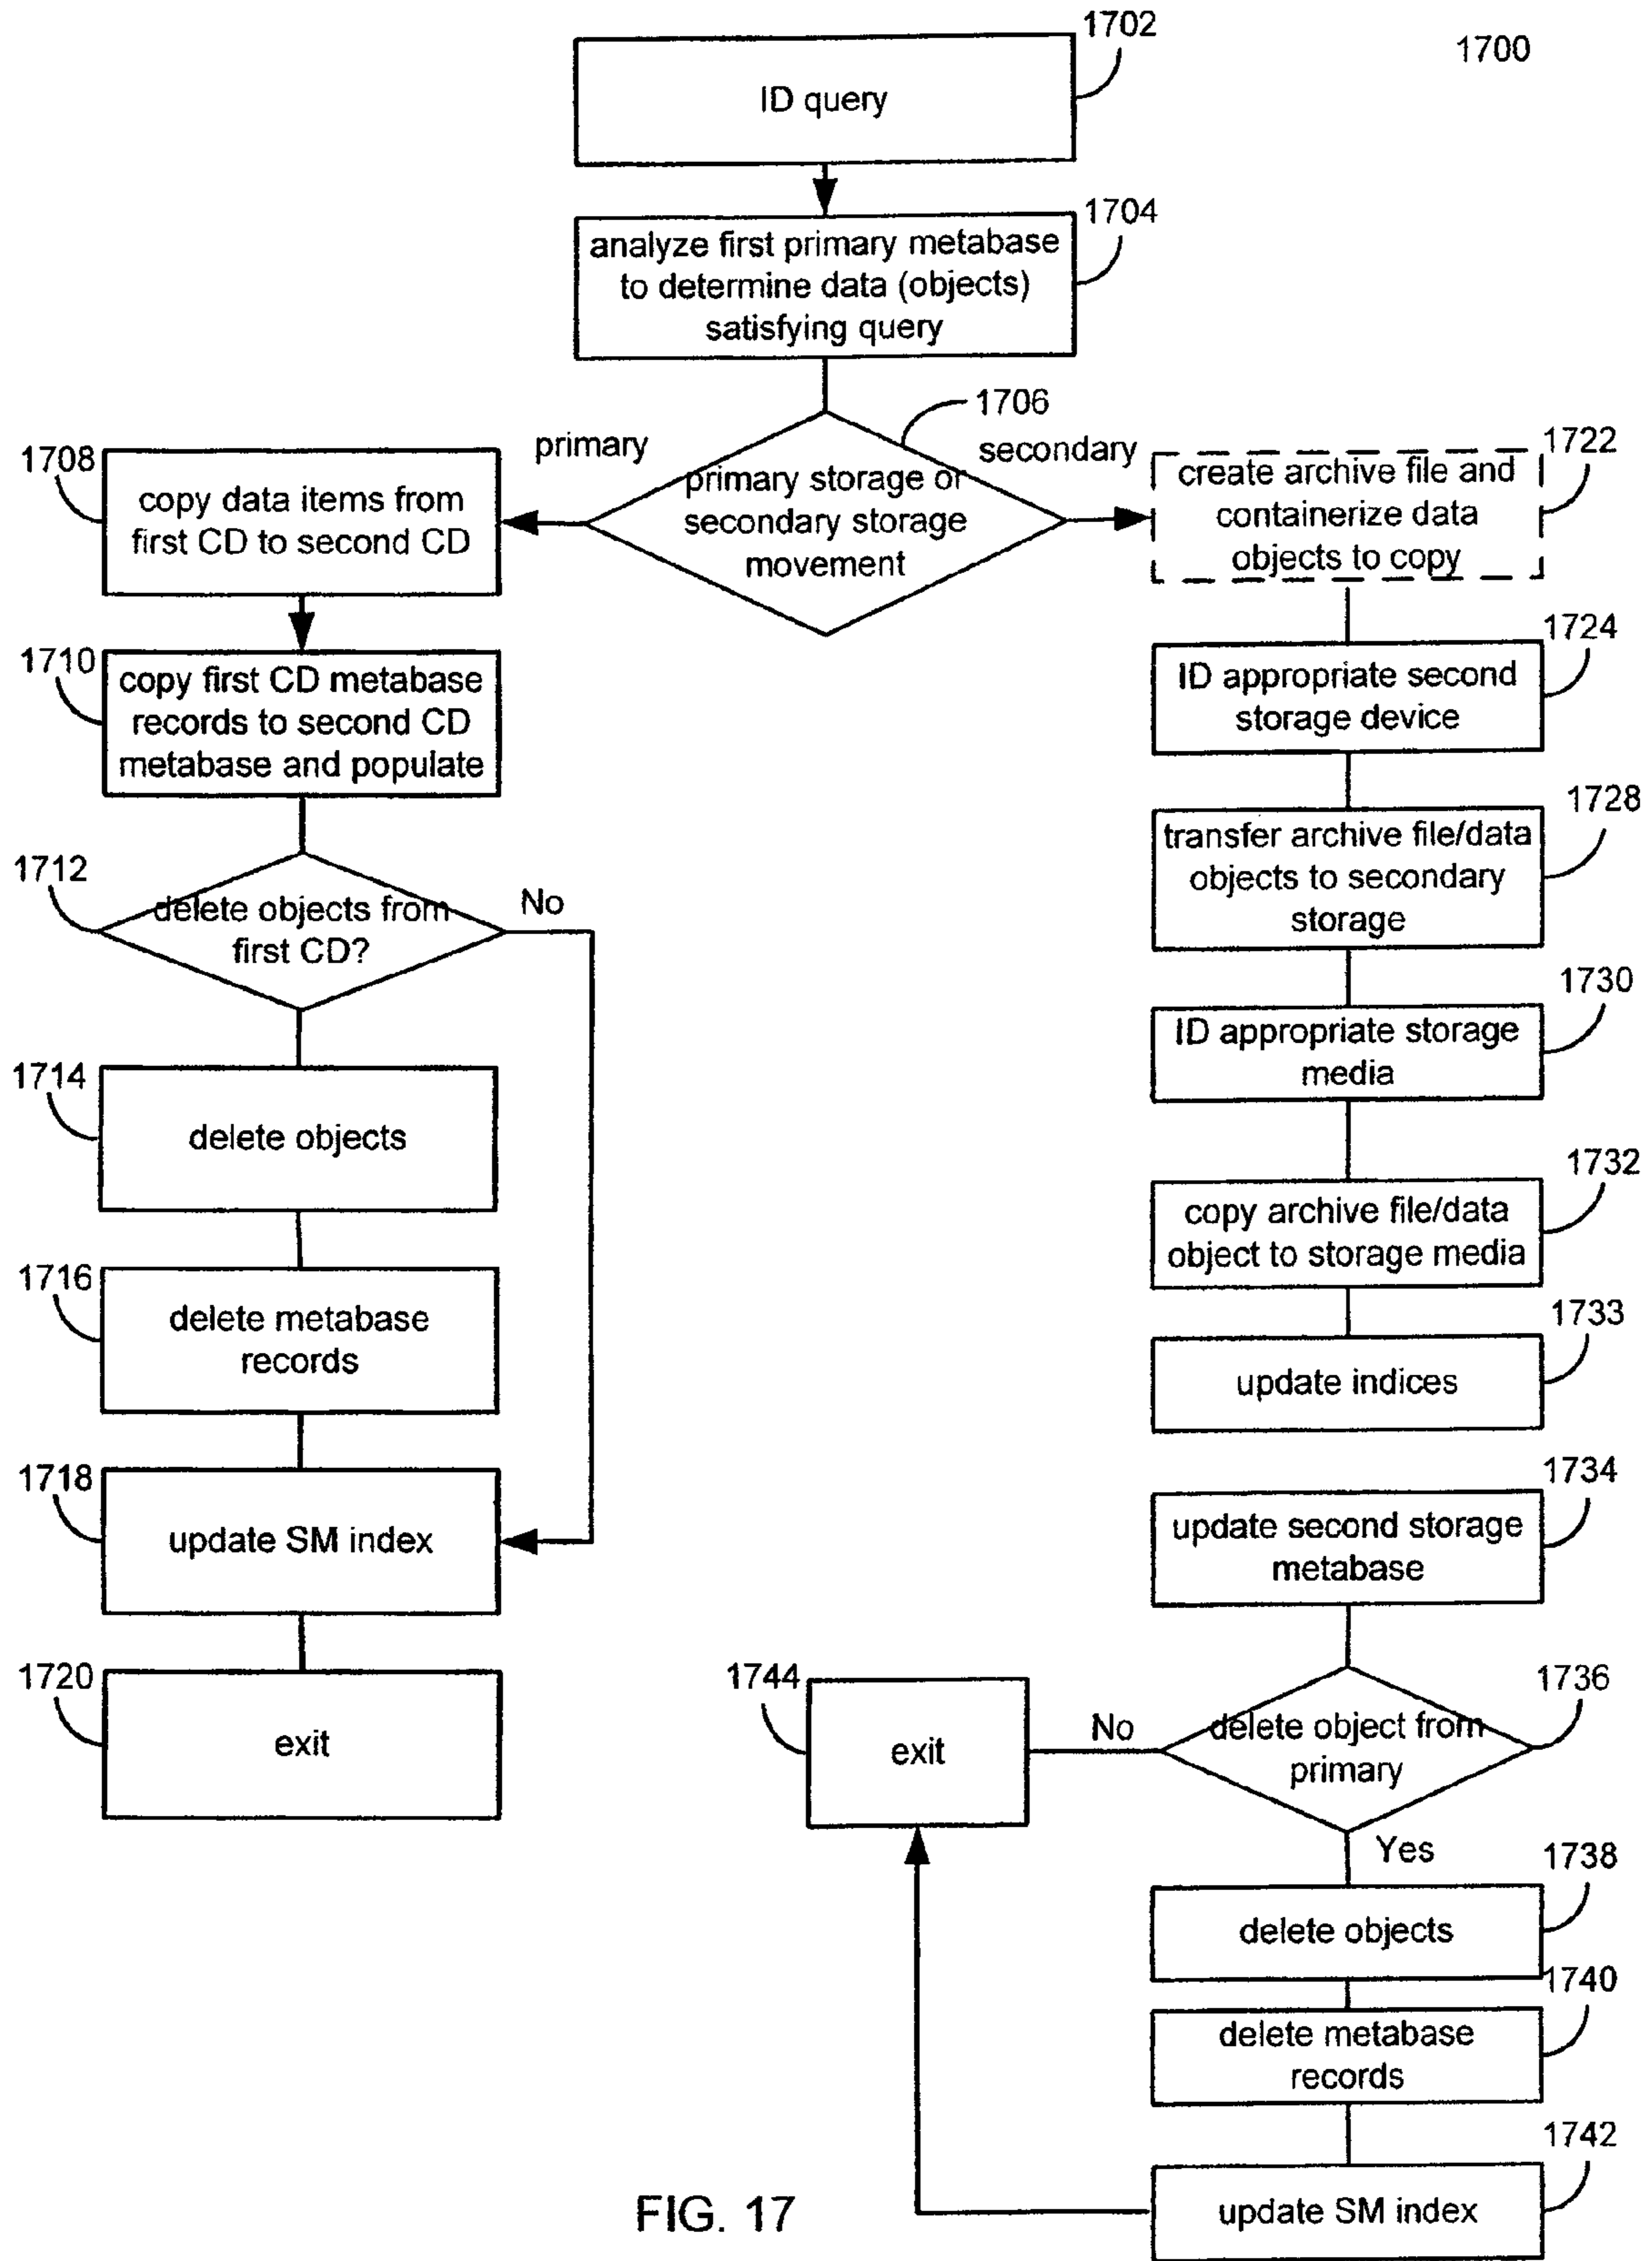 1702
1700
ID query
1704
analyze first primary metabase
to determine data (objects)
satisfying query
1706
primary
secondary
primary storage or
secondary storage
movement
1708
copy data items from
first CD to second CD
1710
copy first CD metabase
records to second CD
metabase and populate
1712
delete objects from
first CD?
No
1714
delete objects
1716
delete metabase
records
1718
update SM index
1720
exit
1722
create archive file and
containerize data
objects to copy
1724
ID appropriate second
storage device
1728
transfer archive file/data
objects to secondary
storage
1730
ID appropriate storage
media
1732
copy archive file/data
object to storage media
1733
update indices
1734
update second storage
metabase
1736
delete object from
primary
No
1744
exit
Yes
1738
delete objects
1740
delete metabase
records
1742
update SM index
FIG. 17